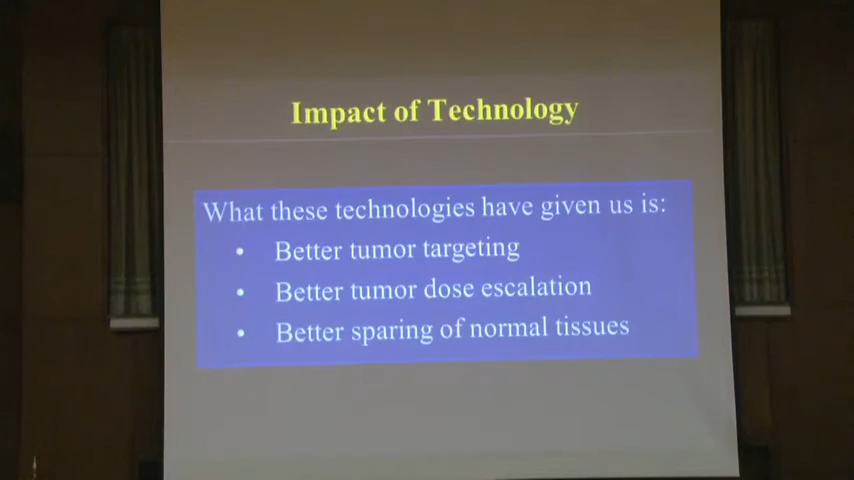 Impact of Technology
What these technologies have given us is:
• Better tumor targeting
• Better tumor dose escalation
• Better sparing of normal tissues